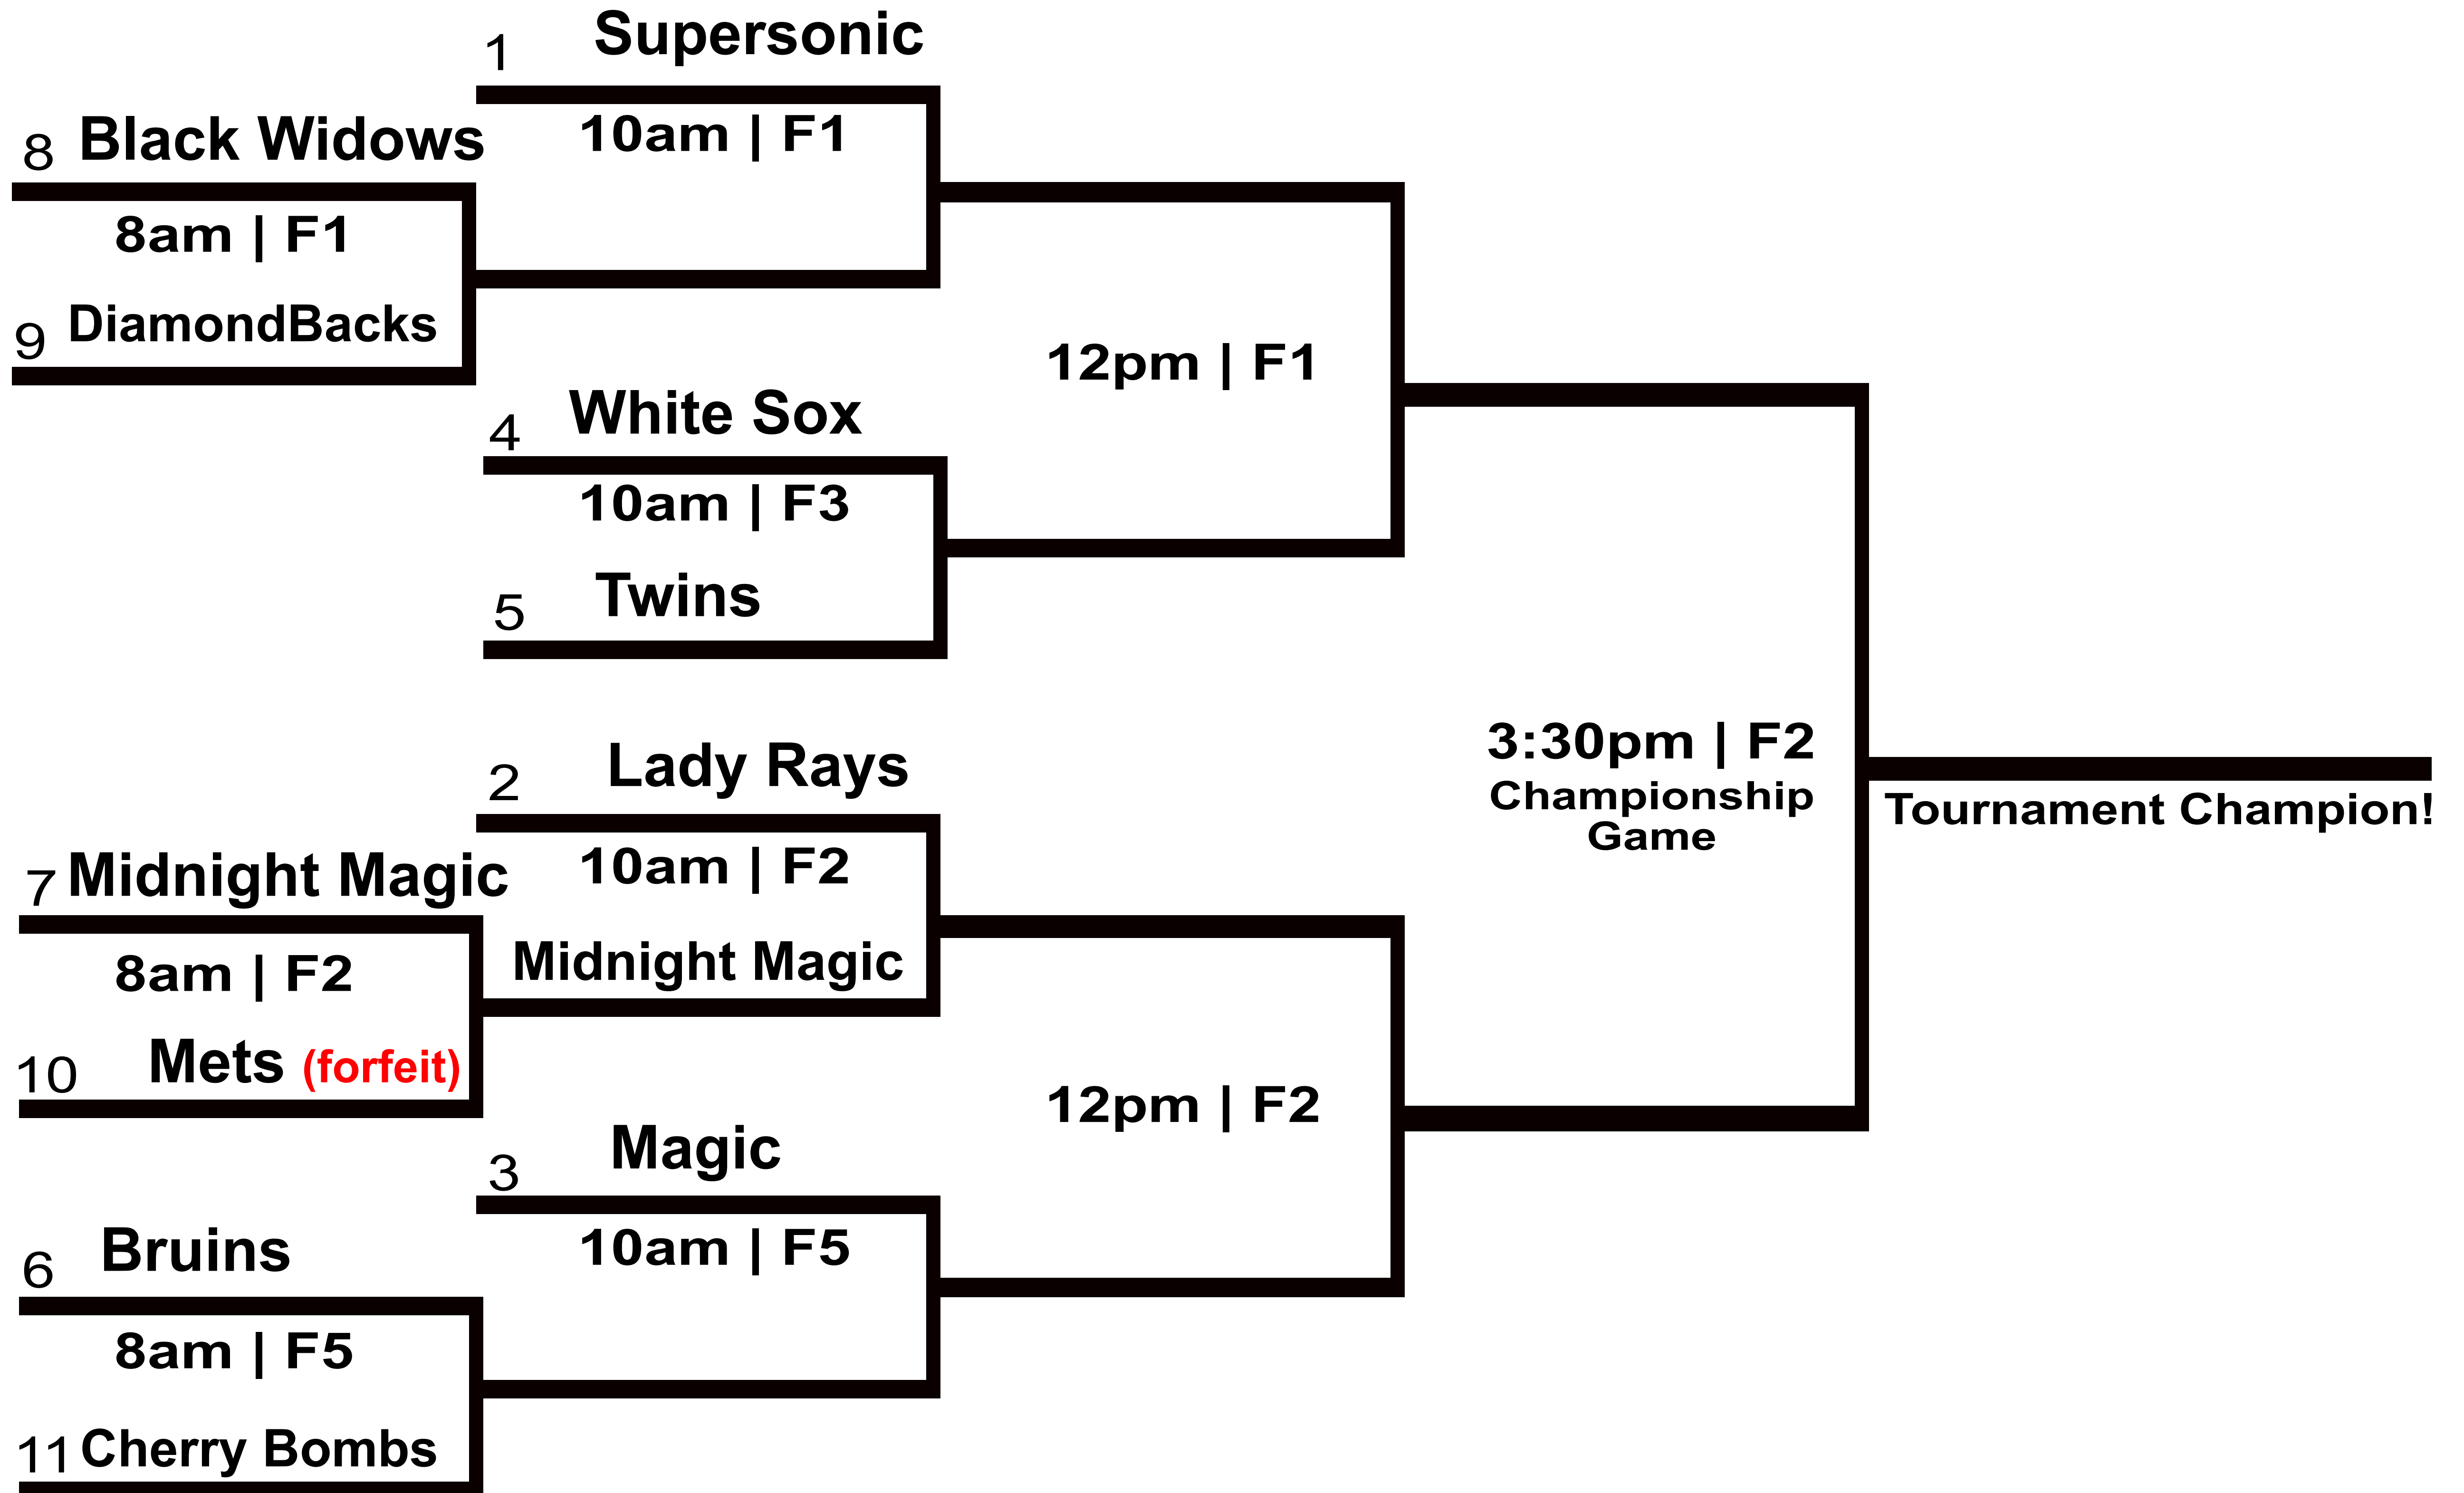 1 Supersonic
10am | F1
8 Black Widows
8am | F1
9 DiamondBacks
12pm | F1
4 White Sox
10am | F3
5 Twins
2 Lady Rays
10am | F2
7 Midnight Magic
8am | F2
Midnight Magic
10 Mets (forfeit)
12pm | F2
3 Magic
10am | F5
6 Bruins
8am | F5
11 Cherry Bombs
3:30pm | F2
Championship
Game
Tournament Champion!